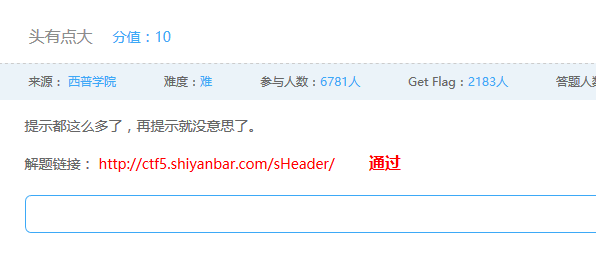 头有点大 分值：10
来源： 西普学院 难度：难 参与人数：6781人 Get Flag：2183人 答题人数
提示都这么多了，再提示就没意思了。
解题链接： http://ctf5.shiyanbar.com/sHeader/ 通过